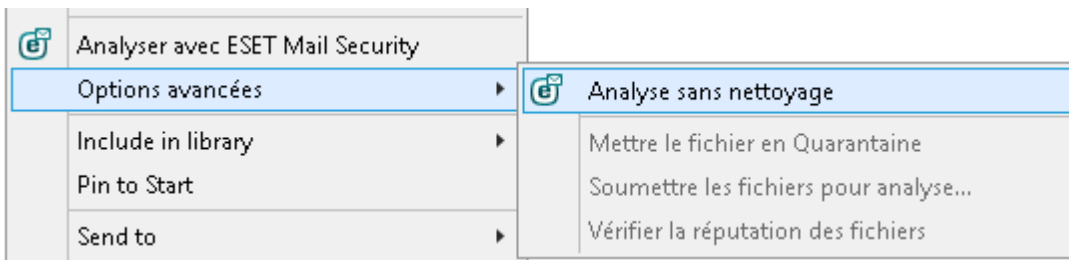 Analyser avec ESET Mail Security
Options avancées
Include in library
Pin to Start
Send to
Analyse sans nettoyage
Mettre le fichier en Quarantaine
Soumettre les fichiers pour analyse...
Vérifier la réputation des fichiers